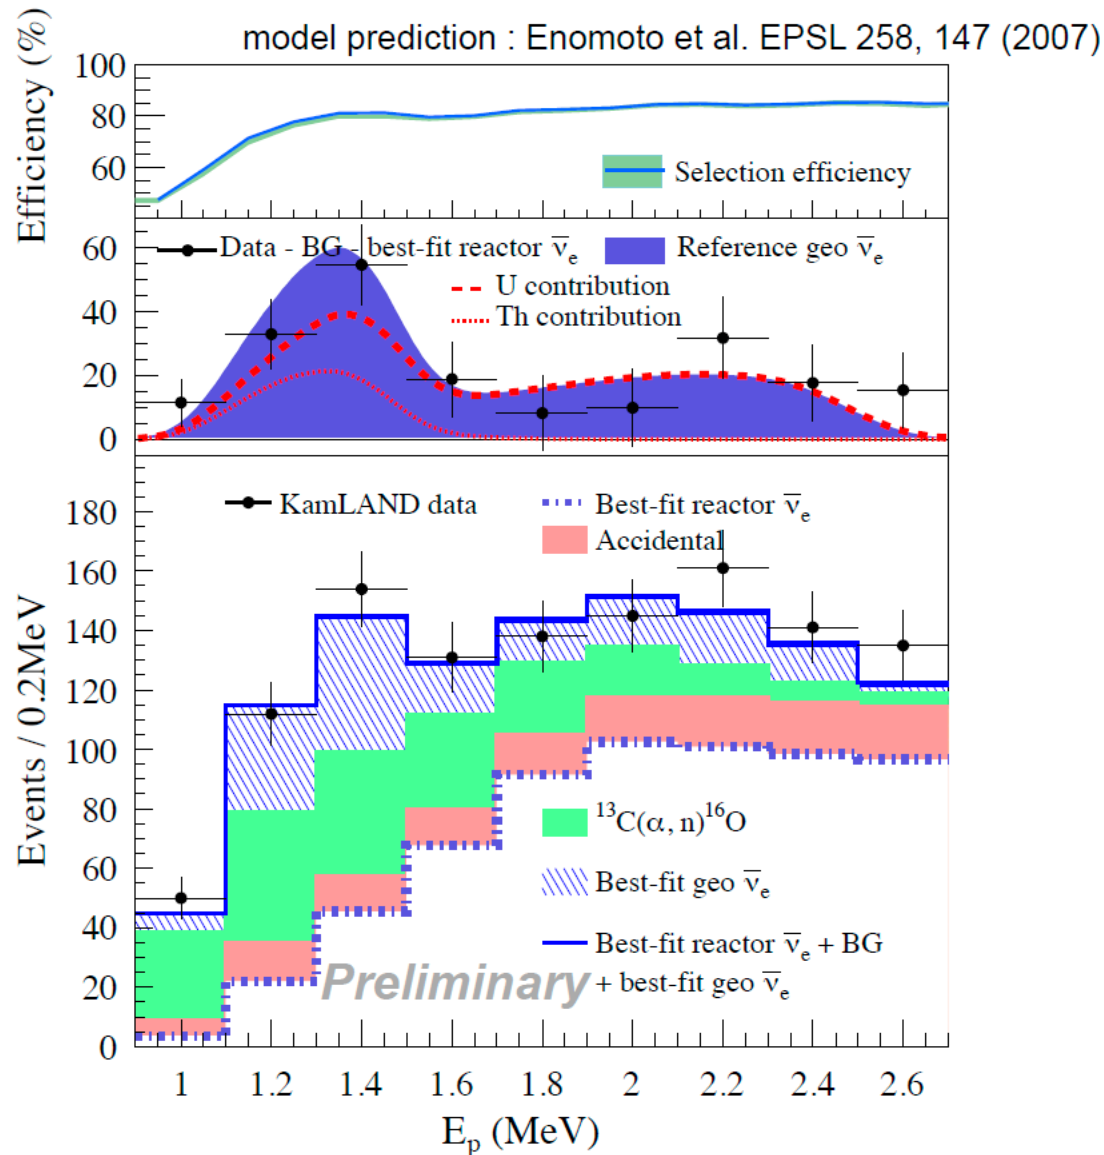 model prediction : Enomoto et al. EPSL 258, 147 (2007)
Efficiency (%)
100
80
60
Selection efficiency
60
40
20
0
Data - BG - best-fit reactor ν̅e
Reference geo ν̅e
U contribution
Th contribution
Events / 0.2MeV
180
160
140
120
100
80
60
40
20
0
KamLAND data
Best-fit reactor ν̅e
Accidental
13C(α, n)16O
Best-fit geo ν̅e
Best-fit reactor ν̅e + BG
+ best-fit geo ν̅e
Preliminary
1 1.2 1.4 1.6 1.8 2 2.2 2.4 2.6
Ep (MeV)